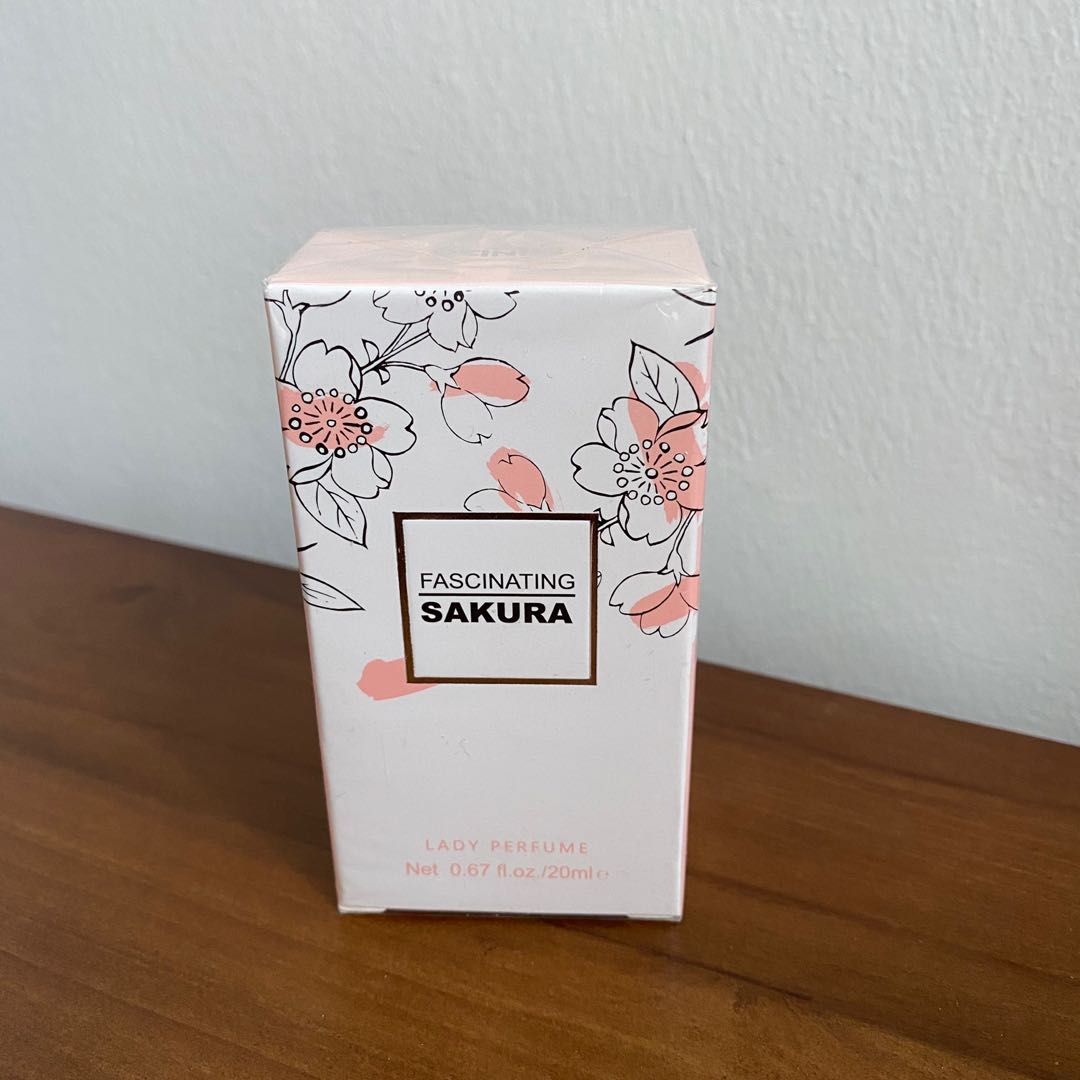 FASCINATING
SAKURA
LADY PERFUME
Net 0.67 fl.oz./20ml ℮